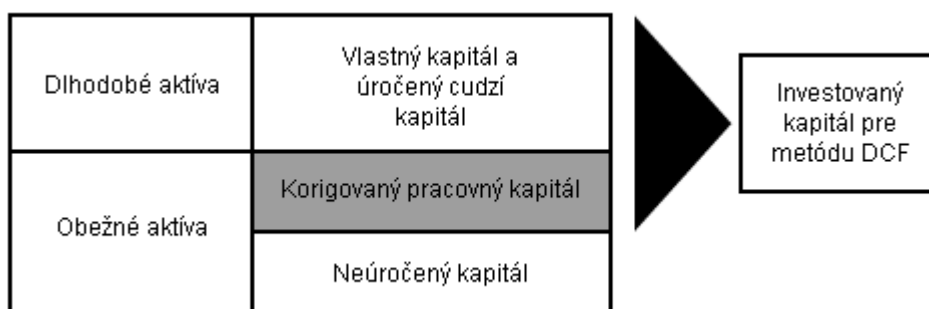 Dlhodobé aktíva
Vlastný kapitál a
úročený cudzí
kapitál
Obežné aktíva
Korigovaný pracovný kapitál
Neúročený kapitál
Investovaný
kapitál pre
metódu DCF